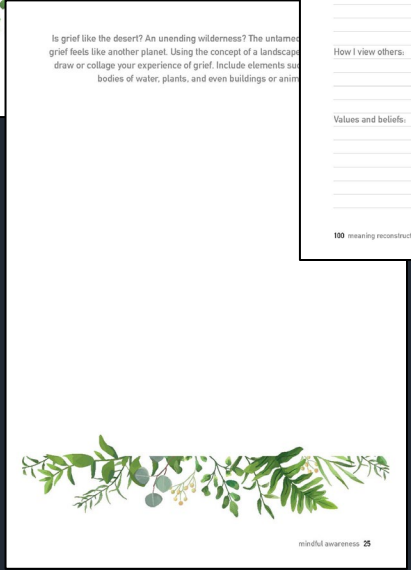 Is grief like the desert? An unending wilderness? The untamed
grief feels like another planet. Using the concept of a landscape
draw or collage your experience of grief. Include elements such
bodies of water, plants, and even buildings or anim
mindful awareness 25
How I view others:
Values and beliefs:
100 meaning reconstruct